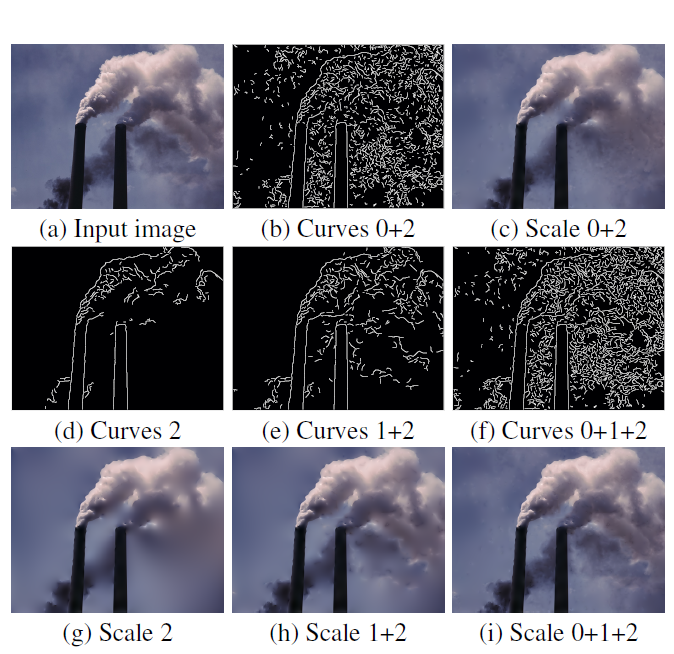 (a) Input image
(b) Curves 0+2
(c) Scale 0+2
(d) Curves 2
(e) Curves 1+2
(f) Curves 0+1+2
(g) Scale 2
(h) Scale 1+2
(i) Scale 0+1+2